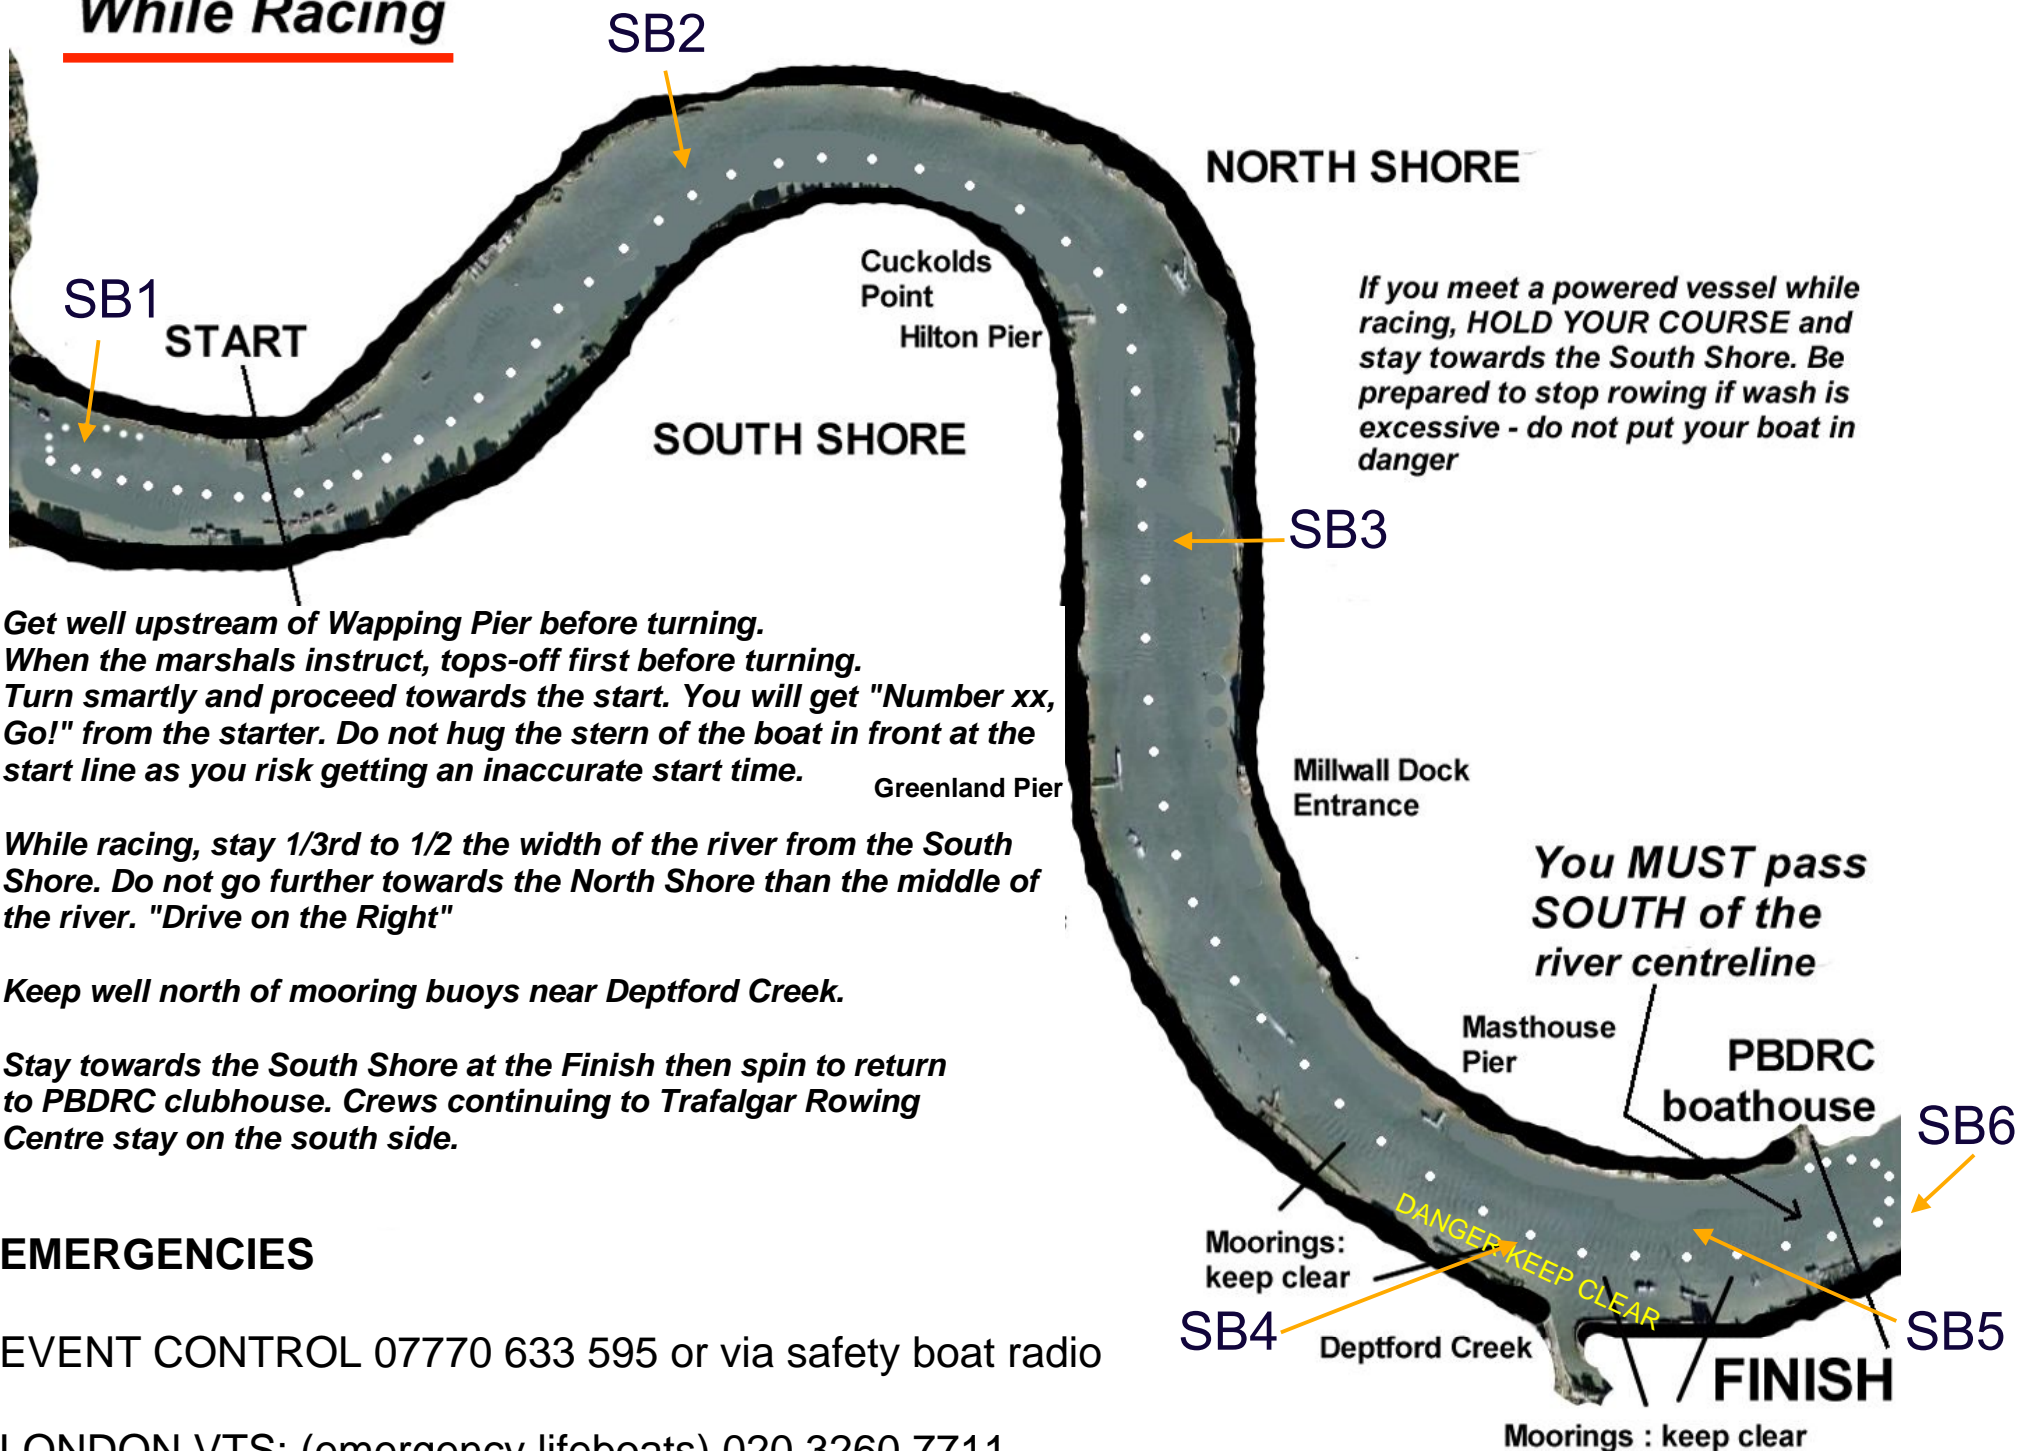 While Racing
SB2
NORTH SHORE
Cuckolds
Point
Hilton Pier
If you meet a powered vessel while
racing, HOLD YOUR COURSE and
stay towards the South Shore. Be
prepared to stop rowing if wash is
excessive - do not put your boat in
danger
SB1
START
SOUTH SHORE
SB3
Get well upstream of Wapping Pier before turning.
When the marshals instruct, tops-off first before turning.
Turn smartly and proceed towards the start. You will get "Number xx,
Go!" from the starter. Do not hug the stern of the boat in front at the
start line as you risk getting an inaccurate start time.
Greenland Pier
Millwall Dock
Entrance
While racing, stay 1/3rd to 1/2 the width of the river from the South
Shore. Do not go further towards the North Shore than the middle of
the river. "Drive on the Right"
You MUST pass
SOUTH of the
river centreline
Keep well north of mooring buoys near Deptford Creek.
Masthouse
Pier
PBDRC
boathouse
Stay towards the South Shore at the Finish then spin to return
to PBDRC clubhouse. Crews continuing to Trafalgar Rowing
Centre stay on the south side.
SB6
DANGER KEEP CLEAR
Moorings:
keep clear
SB4
Deptford Creek
SB5
FINISH
Moorings : keep clear
EMERGENCIES
EVENT CONTROL 07770 633 595 or via safety boat radio
LONDON VTS: (emergency lifeboats) 020 3260 7711